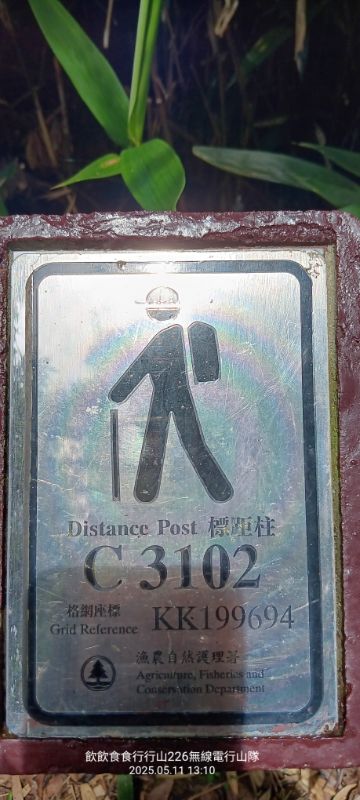 Distance Post 標距柱
C 3102
格網座標
Grid Reference KK199694
漁農自然護理署
Agriculture, Fisheries and
Conservation Department
飲飲食食行行山226無線電行山隊
2025.05.11 13:10